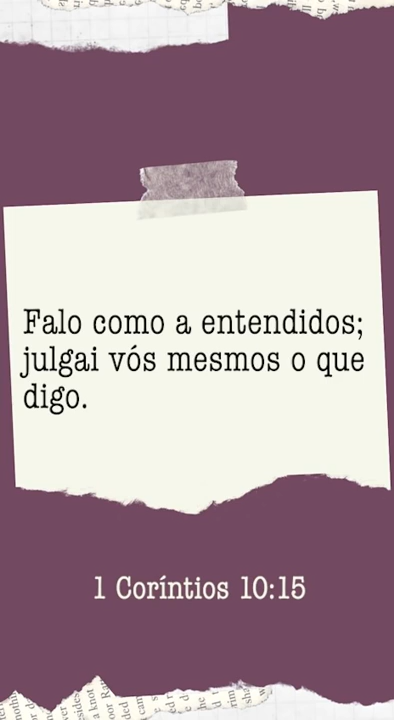 Falo como a entendidos;
julgai vós mesmos o que
digo.
1 Coríntios 10:15